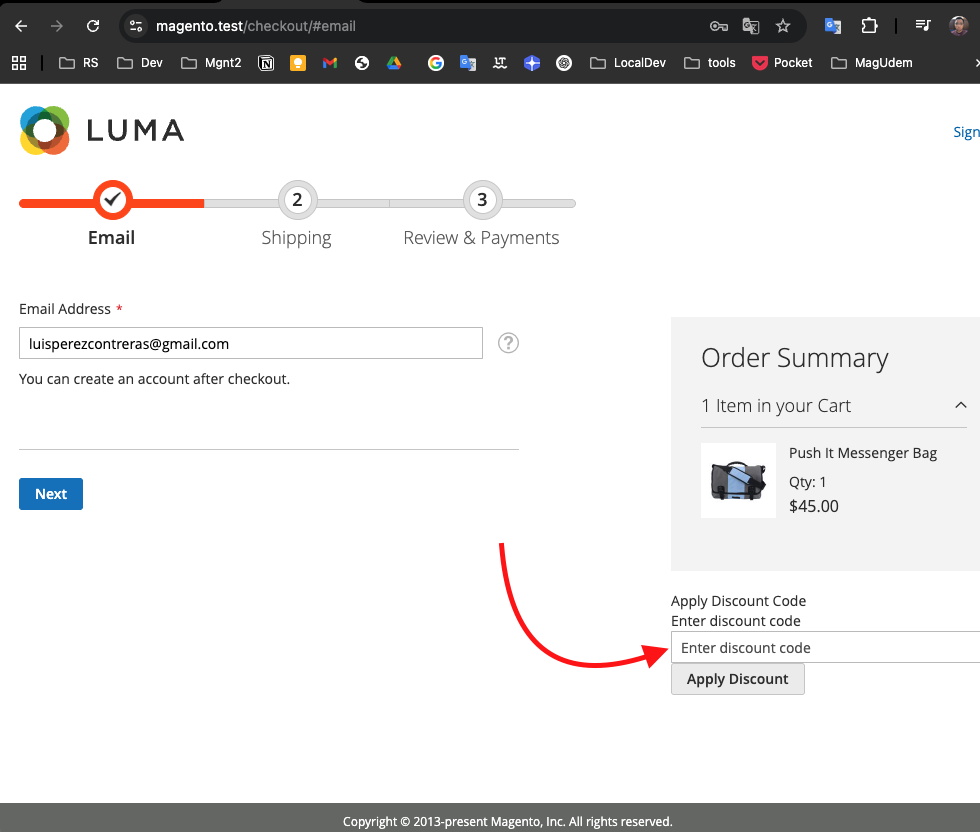 magento.test/checkout/#email
RS
Dev
Mgnt2
LocalDev
tools
Pocket
MagUdem
LUMA
Sign
2
3
Email
Shipping
Review & Payments
Email Address *
luisperezcontreras@gmail.com
?
You can create an account after checkout.
Next
Order Summary
1 Item in your Cart
Push It Messenger Bag
Qty: 1
$45.00
Apply Discount Code
Enter discount code
Enter discount code
Apply Discount
Copyright © 2013-present Magento, Inc. All rights reserved.